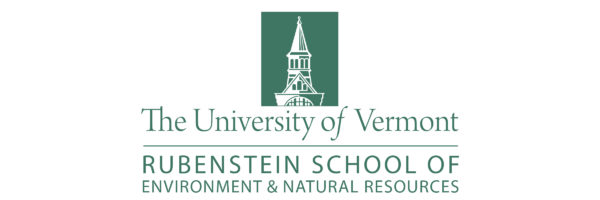 The University of Vermont
RUBENSTEIN SCHOOL OF
ENVIRONMENT & NATURAL RESOURCES